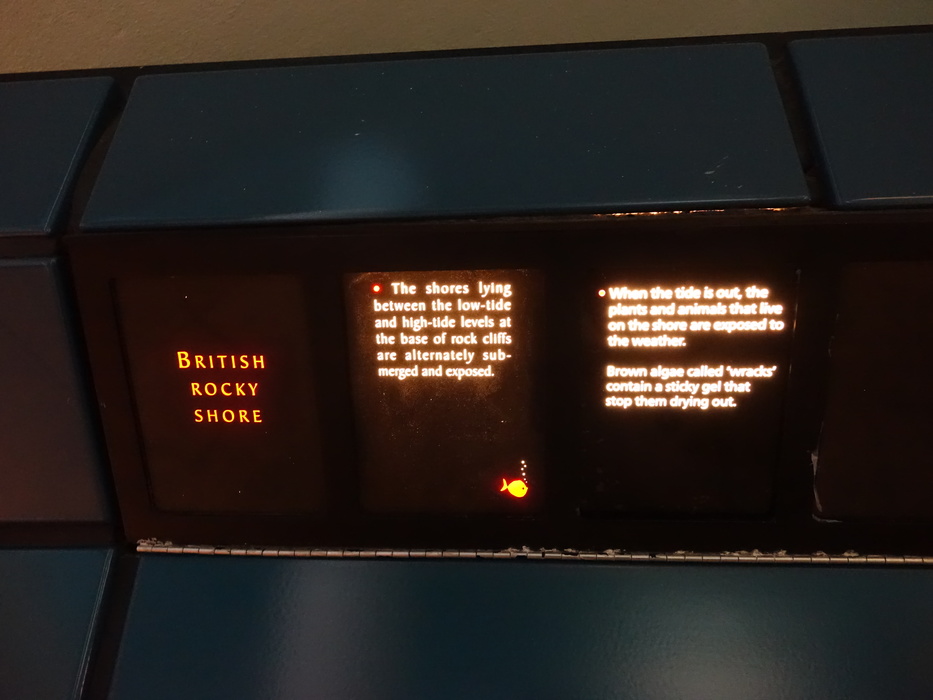 BRITISH
ROCKY
SHORE
The shores lying
between the low-tide
and high-tide levels at
the base of rock cliffs
are alternately sub-
merged and exposed.
When the tide is out, the
plants and animals that live
on the shore are exposed to
the weather.
Brown algae called 'wracks'
contain a sticky gel that
stop them drying out.